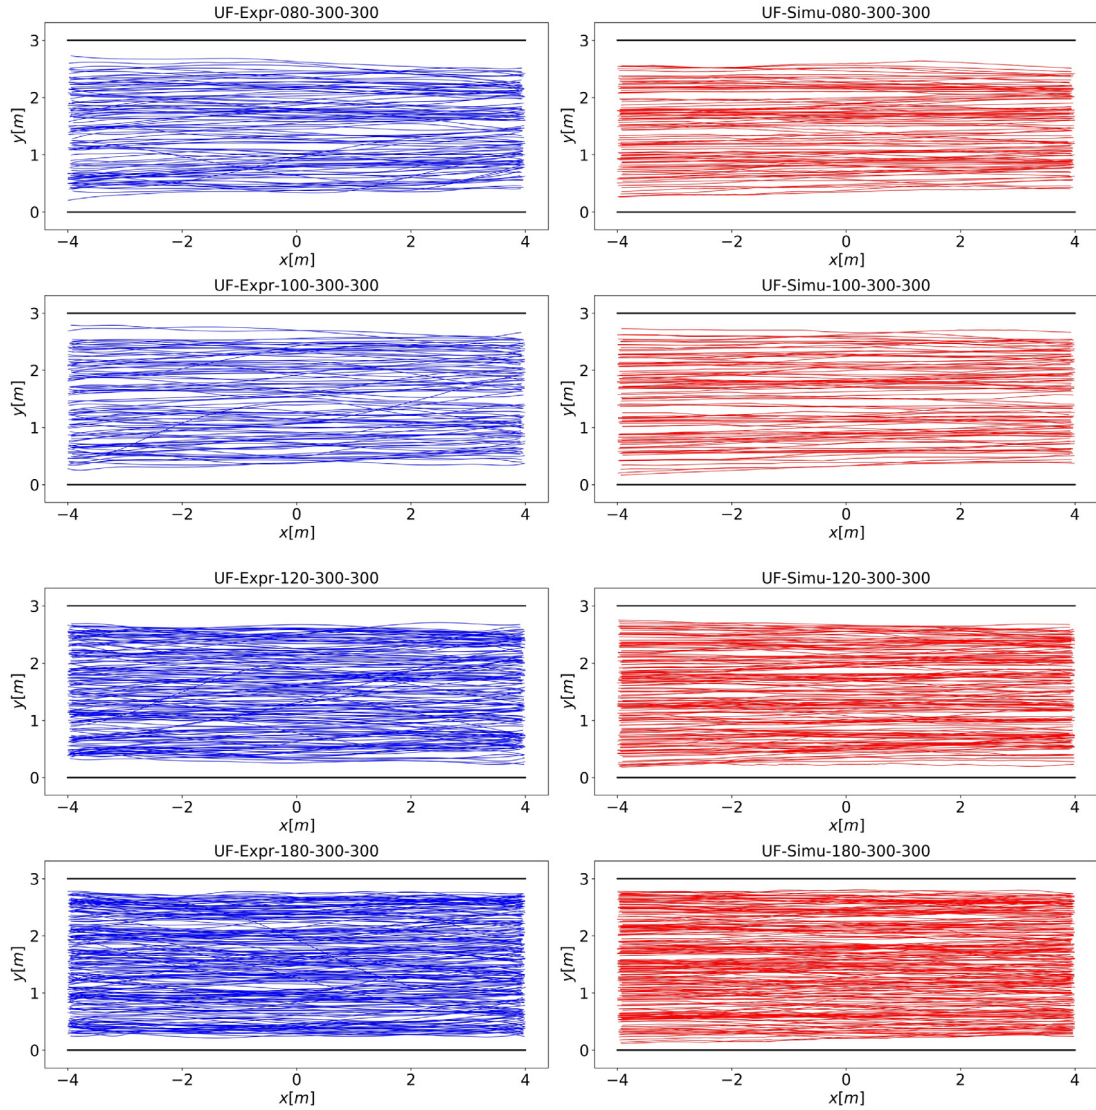 UF-Expr-080-300-300
3
2
1
0
y[m]
−4 −2 0 2 4
x[m]
UF-Simu-080-300-300
3
2
1
0
y[m]
−4 −2 0 2 4
x[m]
UF-Expr-100-300-300
3
2
1
0
y[m]
−4 −2 0 2 4
x[m]
UF-Simu-100-300-300
3
2
1
0
y[m]
−4 −2 0 2 4
x[m]
UF-Expr-120-300-300
3
2
1
0
y[m]
−4 −2 0 2 4
x[m]
UF-Simu-120-300-300
3
2
1
0
y[m]
−4 −2 0 2 4
x[m]
UF-Expr-180-300-300
3
2
1
0
y[m]
−4 −2 0 2 4
x[m]
UF-Simu-180-300-300
3
2
1
0
y[m]
−4 −2 0 2 4
x[m]